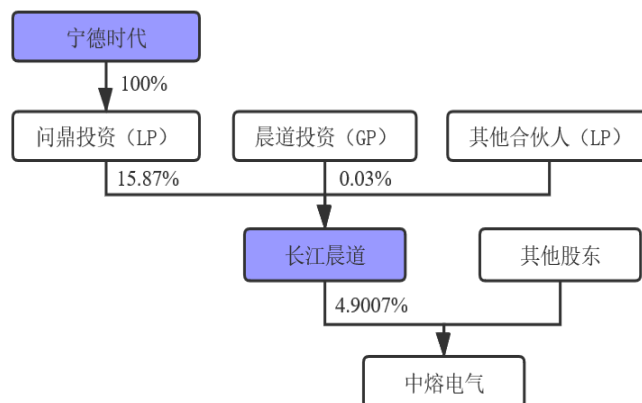 宁德时代
100%
问鼎投资（LP）
晨道投资（GP）
其他合伙人（LP）
15.87%
0.03%
长江晨道
其他股东
4.9007%
中熔电气